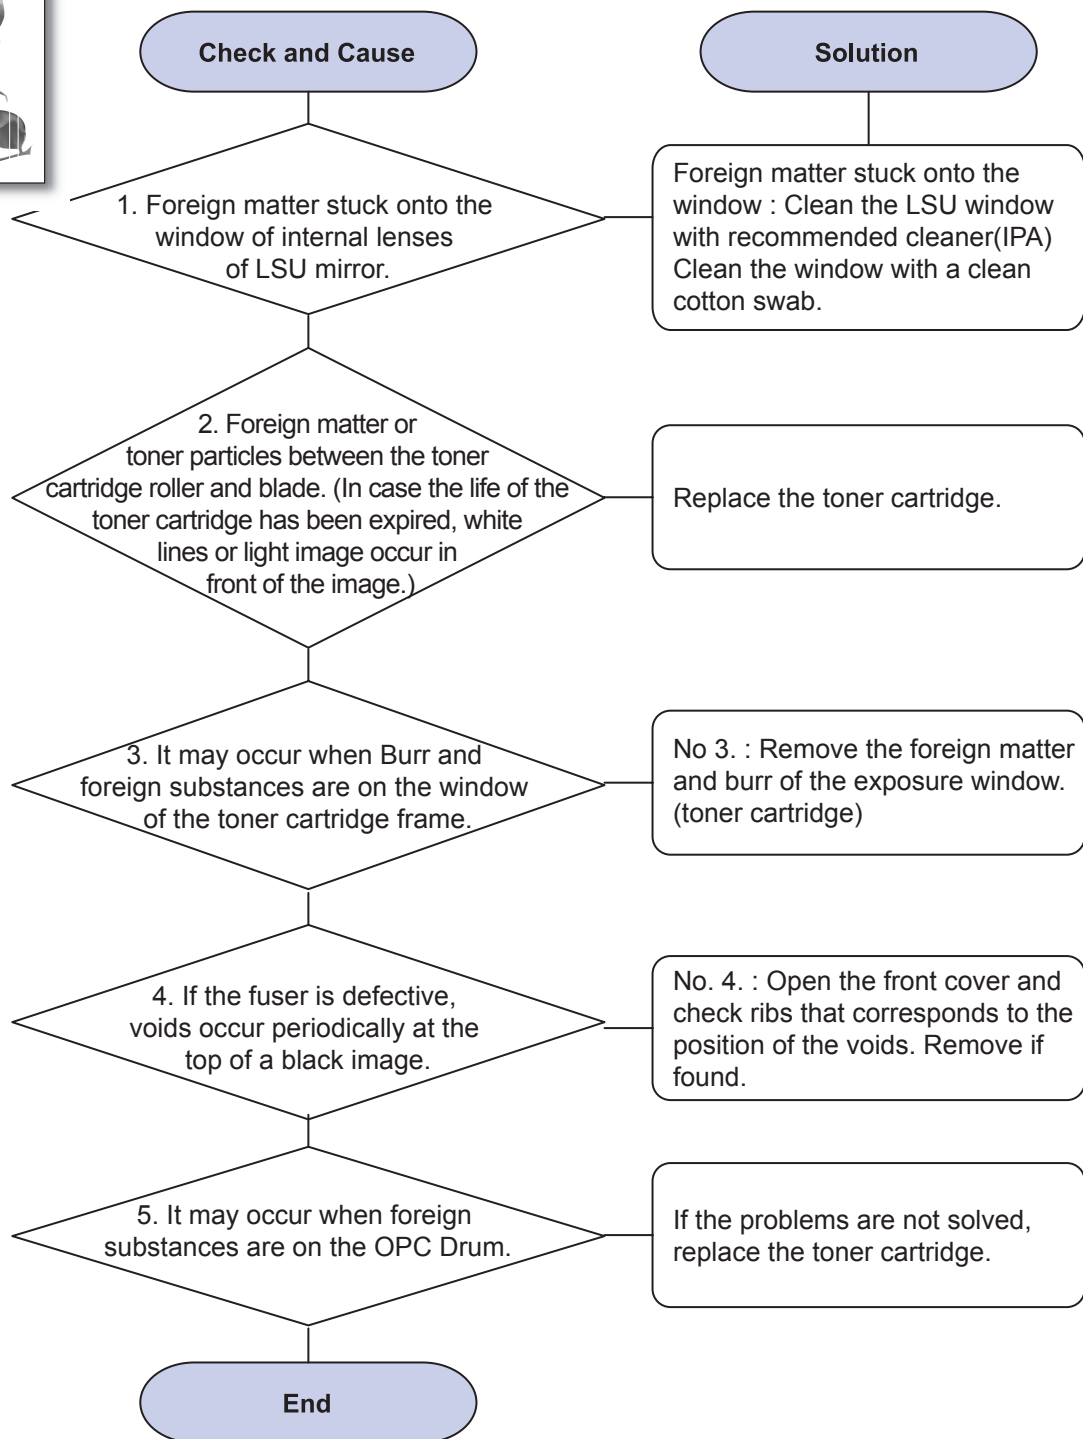 Check and Cause
Solution
1. Foreign matter stuck onto the
window of internal lenses
of LSU mirror.
Foreign matter stuck onto the
window : Clean the LSU window
with recommended cleaner(IPA)
Clean the window with a clean
cotton swab.
2. Foreign matter or
toner particles between the toner
cartridge roller and blade. (In case the life of the
toner cartridge has been expired, white
lines or light image occur in
front of the image.)
Replace the toner cartridge.
3. It may occur when Burr and
foreign substances are on the window
of the toner cartridge frame.
No 3. : Remove the foreign matter
and burr of the exposure window.
(toner cartridge)
4. If the fuser is defective,
voids occur periodically at the
top of a black image.
No. 4. : Open the front cover and
check ribs that corresponds to the
position of the voids. Remove if
found.
5. It may occur when foreign
substances are on the OPC Drum.
If the problems are not solved,
replace the toner cartridge.
End